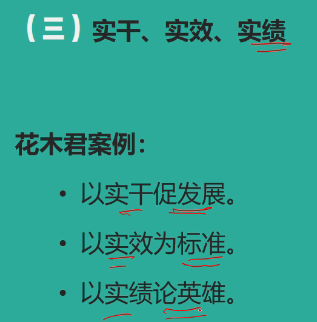 (三)实干、实效、实绩
花木君案例:
• 以实干促发展。
• 以实效为标准。
• 以实绩论英雄。